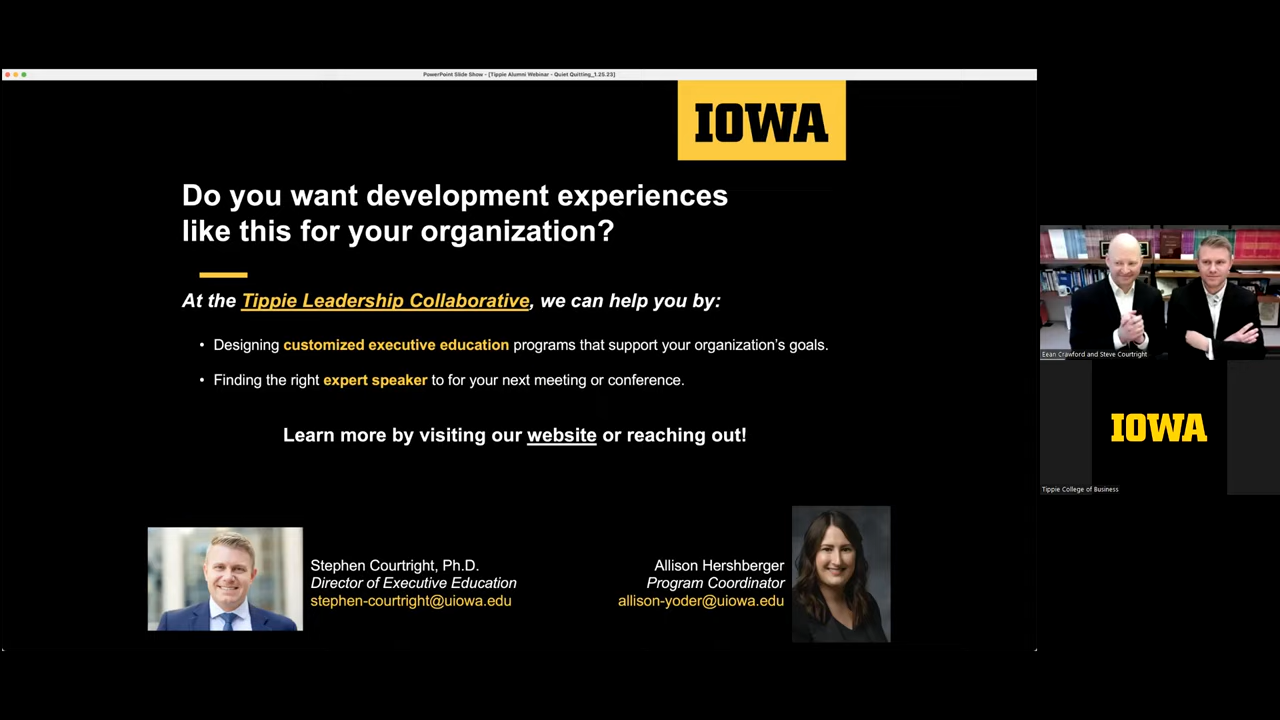 PowerPoint Slide Show - [Tippie Alumni Webinar - Quiet Quitting_1.25.23]
IOWA
Do you want development experiences
like this for your organization?
At the Tippie Leadership Collaborative, we can help you by:
• Designing customized executive education programs that support your organization's goals.
• Finding the right expert speaker to for your next meeting or conference.
Learn more by visiting our website or reaching out!
Stephen Courtright, Ph.D.
Director of Executive Education
stephen-courtright@uiowa.edu
Allison Hershberger
Program Coordinator
allison-yoder@uiowa.edu
Eean Crawford and Steve Courtright
IOWA
Tippie College of Business